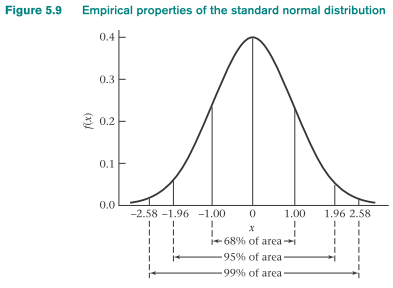 Figure 5.9 Empirical properties of the standard normal distribution
0.4
0.3
f(x)
0.2
0.1
0.0
-2.58 -1.96 -1.00 0 1.00 1.96 2.58
x
68% of area
95% of area
99% of area